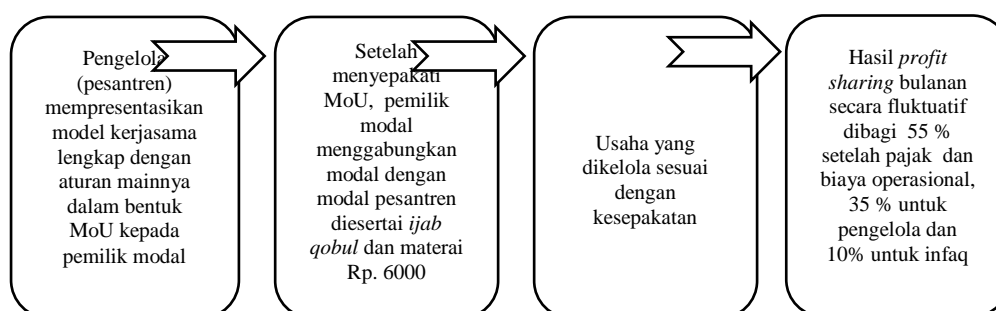 Pengelola
(pesantren)
mempresentasikan
model kerjasama
lengkap dengan
aturan mainnya
dalam bentuk
MoU kepada
pemilik modal
Setelah
menyepakati
MoU, pemilik
modal
menggabungkan
modal dengan
modal pesantren
diesertai ijab
qobul dan materai
Rp. 6000
Usaha yang
dikelola sesuai
dengan
kesepakatan
Hasil profit
sharing bulanan
secara fluktuatif
dibagi 55 %
setelah pajak dan
biaya operasional,
35 % untuk
pengelola dan
10% untuk infaq